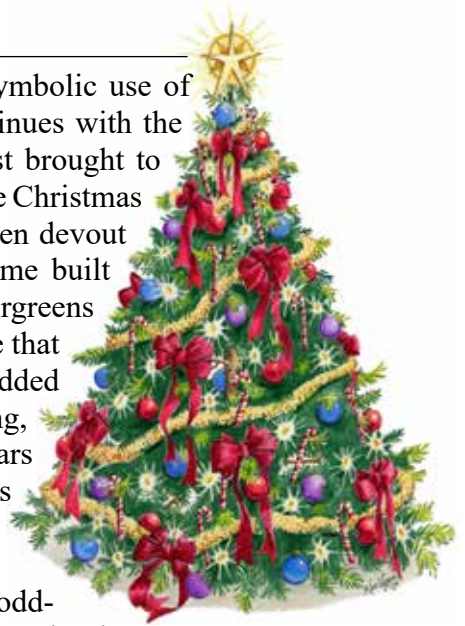 ymbolic use of
inues with the
st brought to
e Christmas
en devout
me built
rgreens
e that
dded
ng,
ars
s
odd-